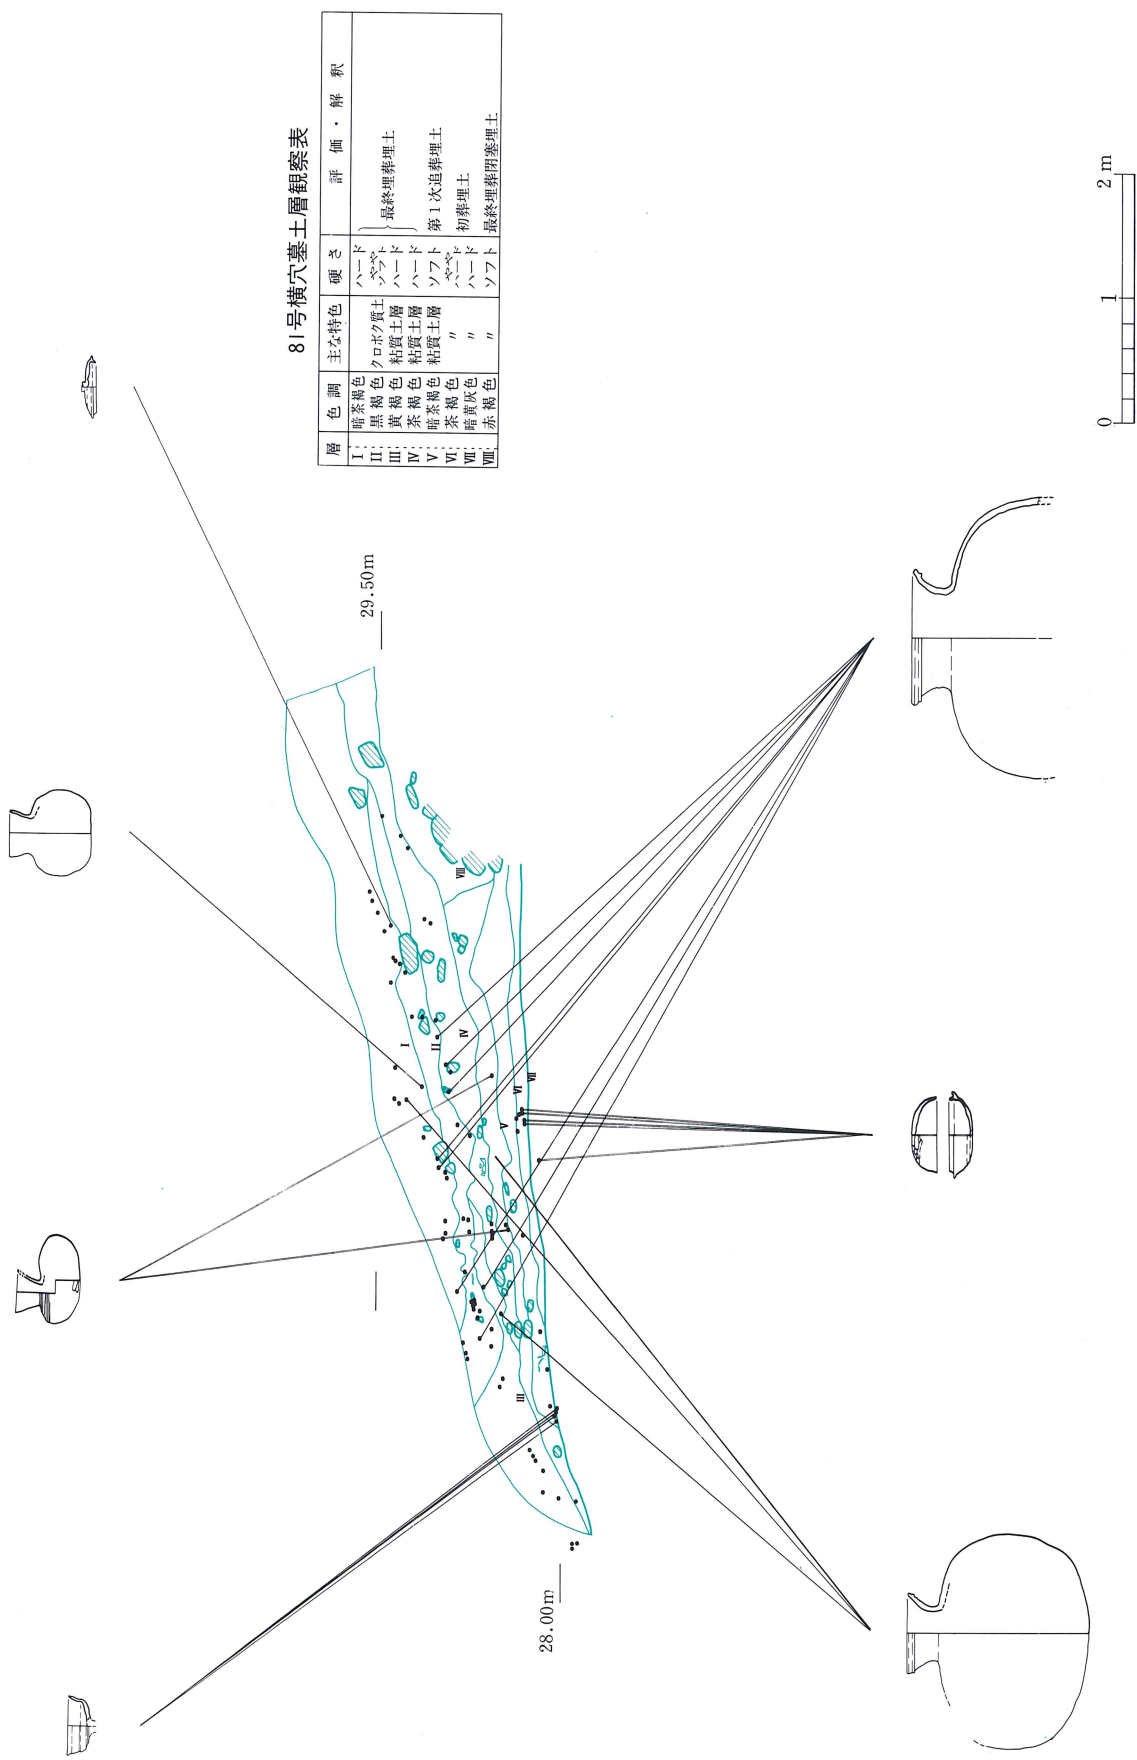 81号横穴墓土層観察表
層 色調 主な特色 硬さ 評価・解釈
I: 暗茶褐色 ハード
II: 黒褐色 クロボク質土 ややソフト
III: 黄褐色 粘質土層 ハード 最終埋葬埋土
IV: 茶褐色 粘質土層 ハード
V: 暗茶褐色 粘質土層 ソフト 第1次追葬埋土
VI: 茶褐色 〃 ややハード
VII: 暗黄灰色 〃 ハード 初葬埋土
VIII: 赤褐色 〃 ソフト 最終埋葬閉塞埋土
29.50m
28.00m
I
II
III
IV
V
VI
VII
VIII
0 1 2m